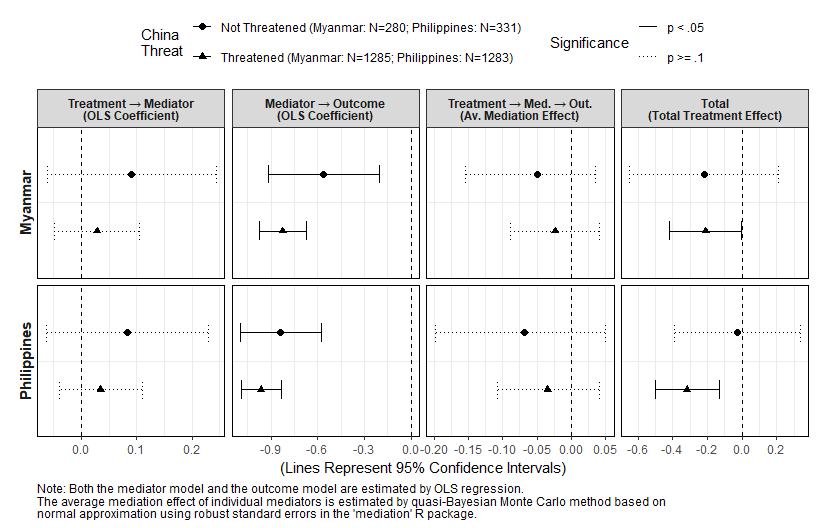 China
Threat
Not Threatened (Myanmar: N=280; Philippines: N=331)
Threatened (Myanmar: N=1285; Philippines: N=1283)
Significance
p < .05
p >= .1
Treatment → Mediator
(OLS Coefficient)
Mediator → Outcome
(OLS Coefficient)
Treatment → Med. → Out.
(Av. Mediation Effect)
Total
(Total Treatment Effect)
Myanmar
Philippines
0.0 0.1 0.2
-0.9 -0.6 -0.3 0.0
-0.20 -0.15 -0.10 -0.05 0.00 0.05
-0.6 -0.4 -0.2 0.0 0.2
(Lines Represent 95% Confidence Intervals)
Note: Both the mediator model and the outcome model are estimated by OLS regression.
The average mediation effect of individual mediators is estimated by quasi-Bayesian Monte Carlo method based on
normal approximation using robust standard errors in the 'mediation' R package.